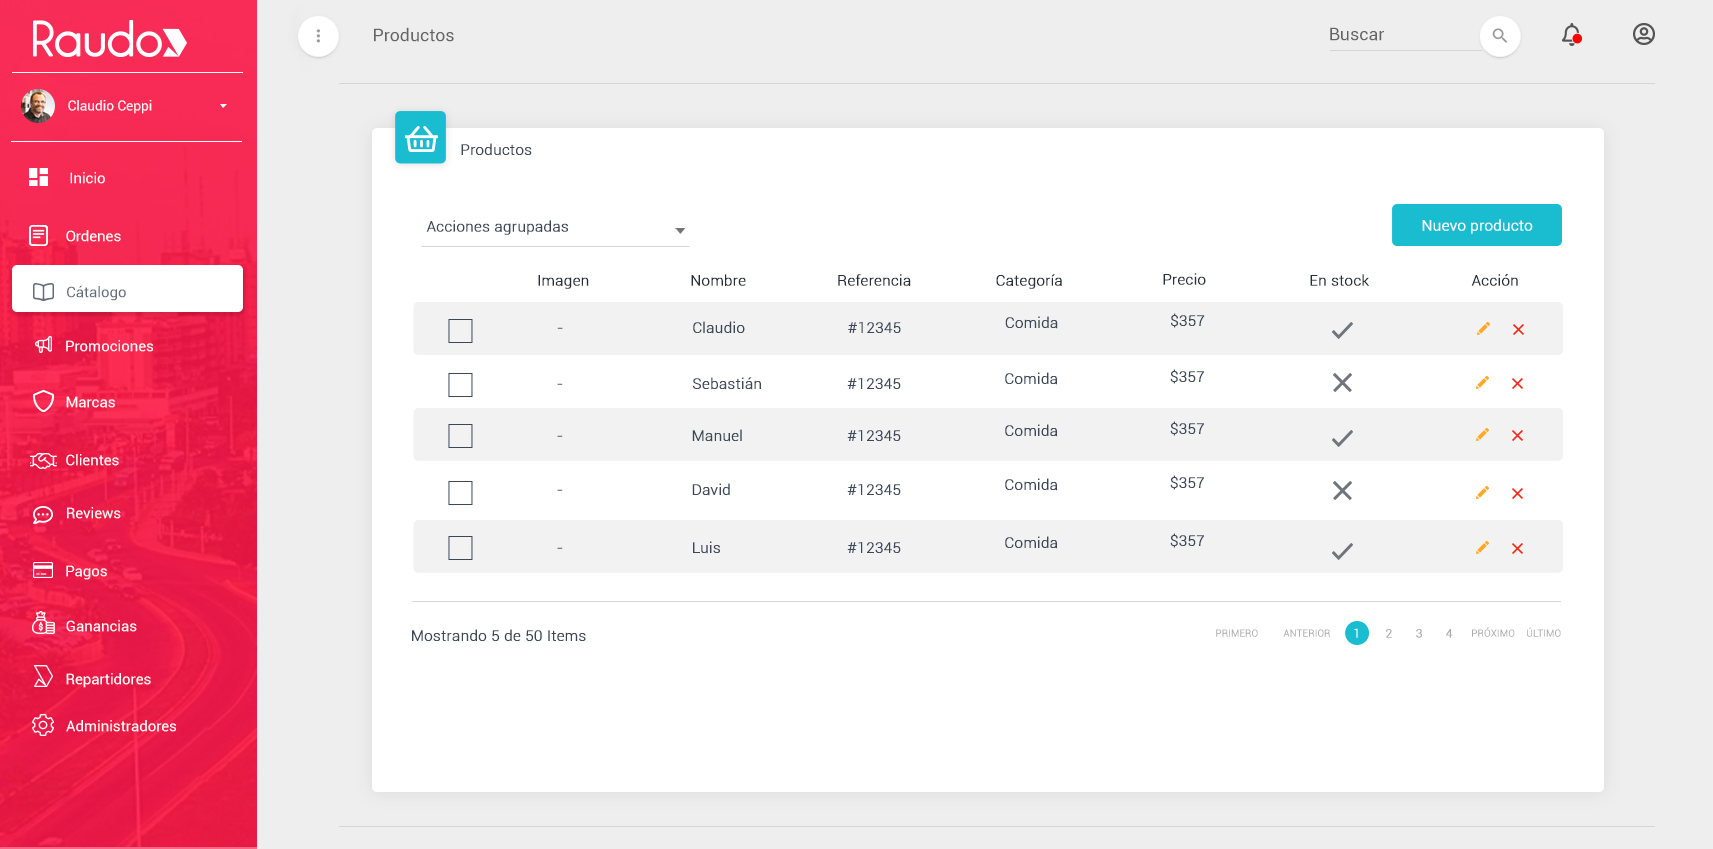 Raudo
Claudio Ceppi
Inicio
Ordenes
Cátalogo
Promociones
Marcas
Clientes
Reviews
Pagos
Ganancias
Repartidores
Administradores
Productos
Buscar
Productos
Acciones agrupadas
Nuevo producto
Imagen Nombre Referencia Categoría Precio En stock Acción
- Claudio #12345 Comida $357
- Sebastián #12345 Comida $357
- Manuel #12345 Comida $357
- David #12345 Comida $357
- Luis #12345 Comida $357
Mostrando 5 de 50 Items
PRIMERO ANTERIOR 1 2 3 4 PRÓXIMO ÚLTIMO